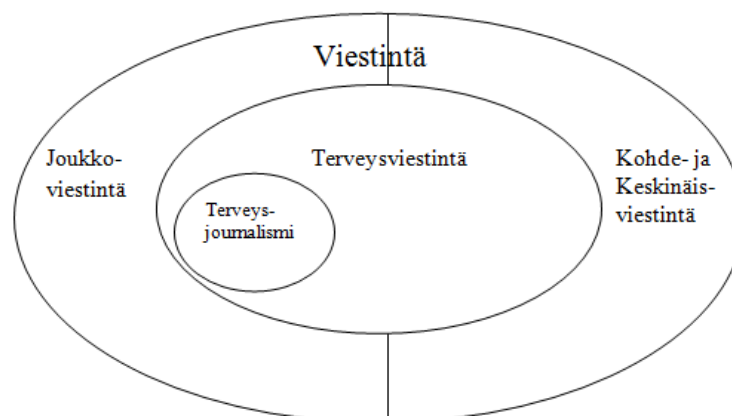 Viestintä
Joukko-
viestintä
Terveysviestintä
Kohde- ja
Keskinäis-
viestintä
Terveys-
journalismi